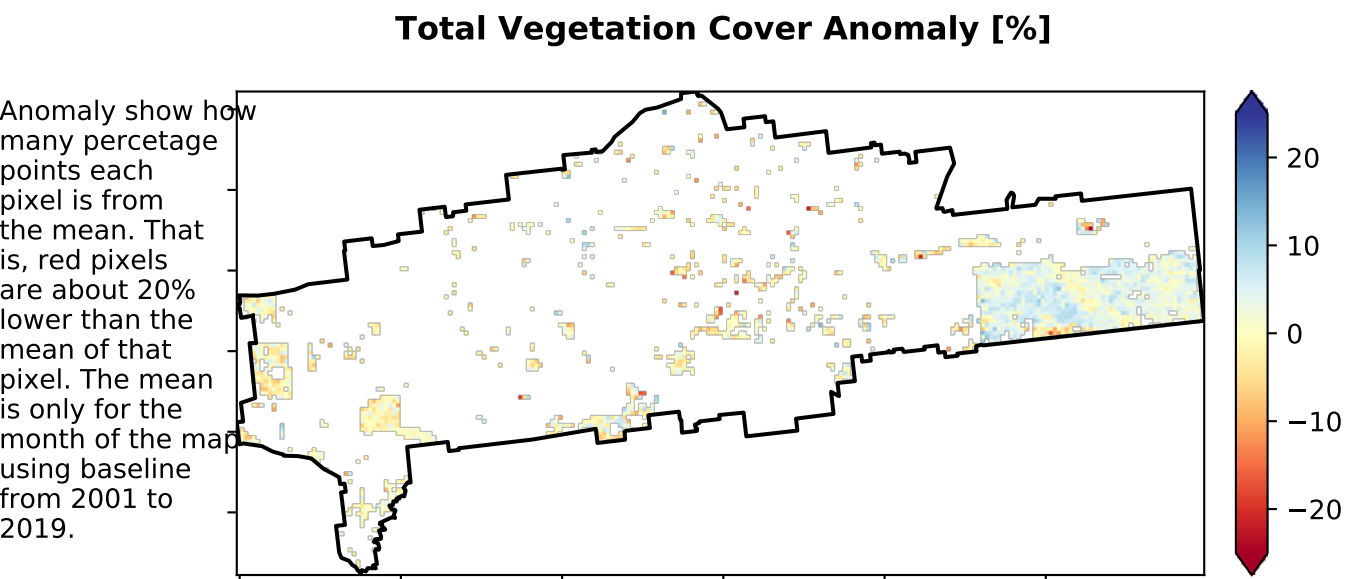 Total Vegetation Cover Anomaly [%]
Anomaly show how
many percetage
points each
pixel is from
the mean. That
is, red pixels
are about 20%
lower than the
mean of that
pixel. The mean
is only for the
month of the map
using baseline
from 2001 to
2019.
20
10
0
−10
−20